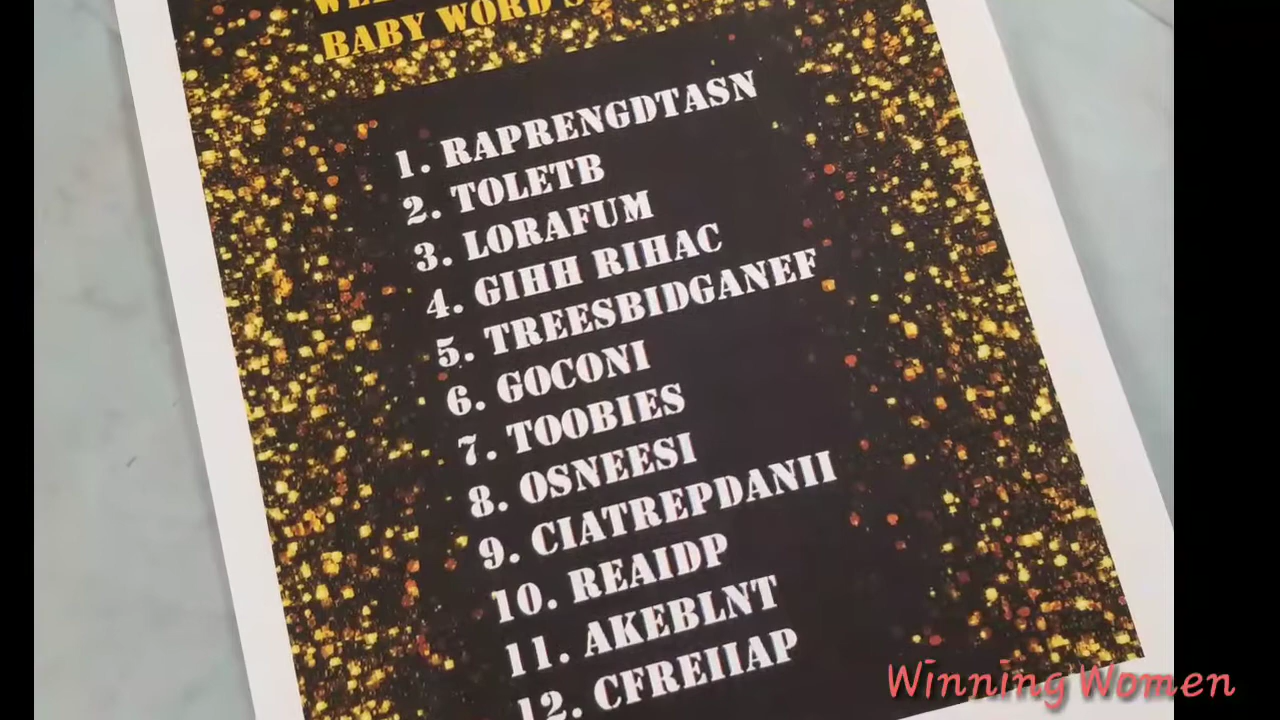 BABY WORD
1. RAPRENGDTASN
2. TOLETB
3. LORAFUM
4. GIHH RIHAC
5. TREESBIDGANEF
6. GOCONI
7. TOOBIES
8. OSNEESI
9. CIATREPDANII
10. REAIDP
11. AKEBLNT
12. CFREIIAP
Winning Women